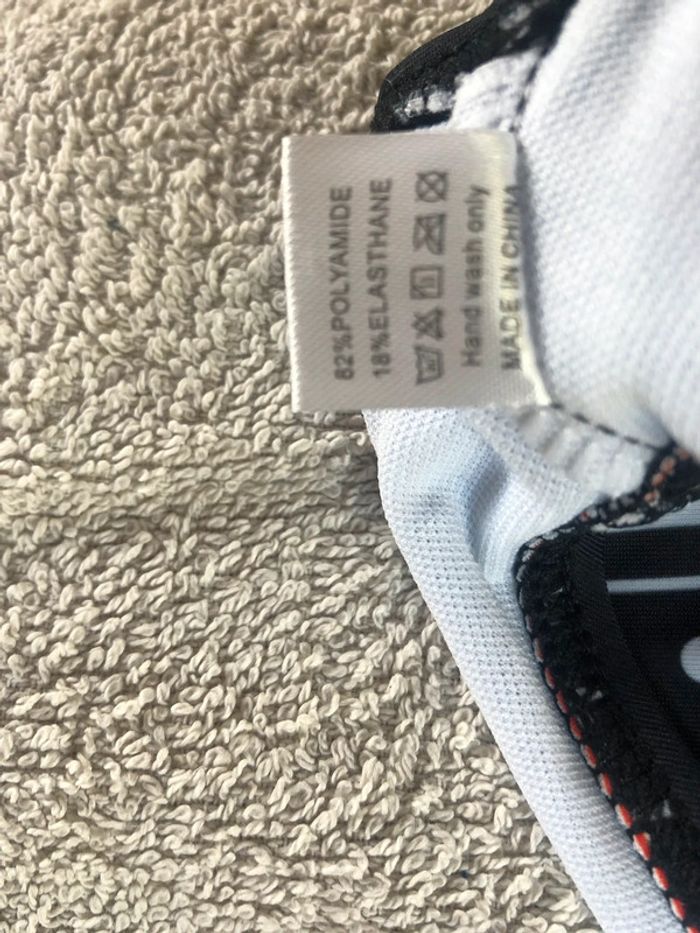 82%POLYAMIDE
18%ELASTHANE
Hand wash only
MADE IN CHINA